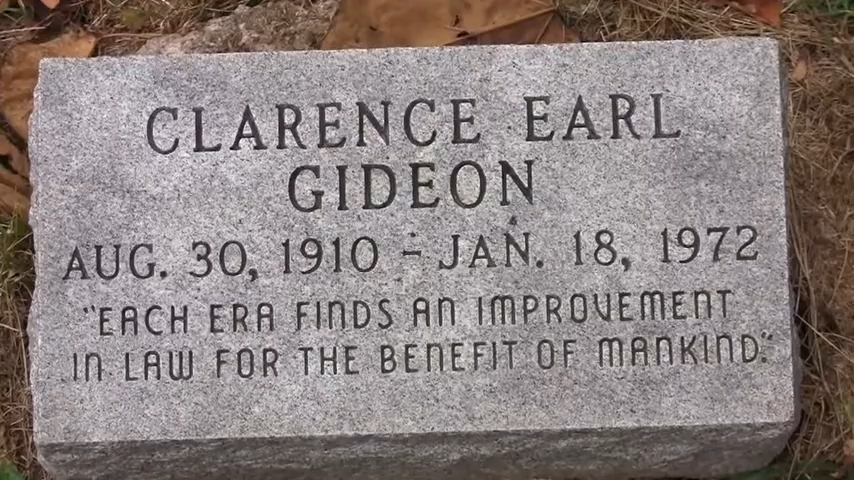 CLARENCE EARL
GIDEON
AUG. 30, 1910 - JAN. 18, 1972
"EACH ERA FINDS AN IMPROVEMENT
IN LAW FOR THE BENEFIT OF MANKIND."